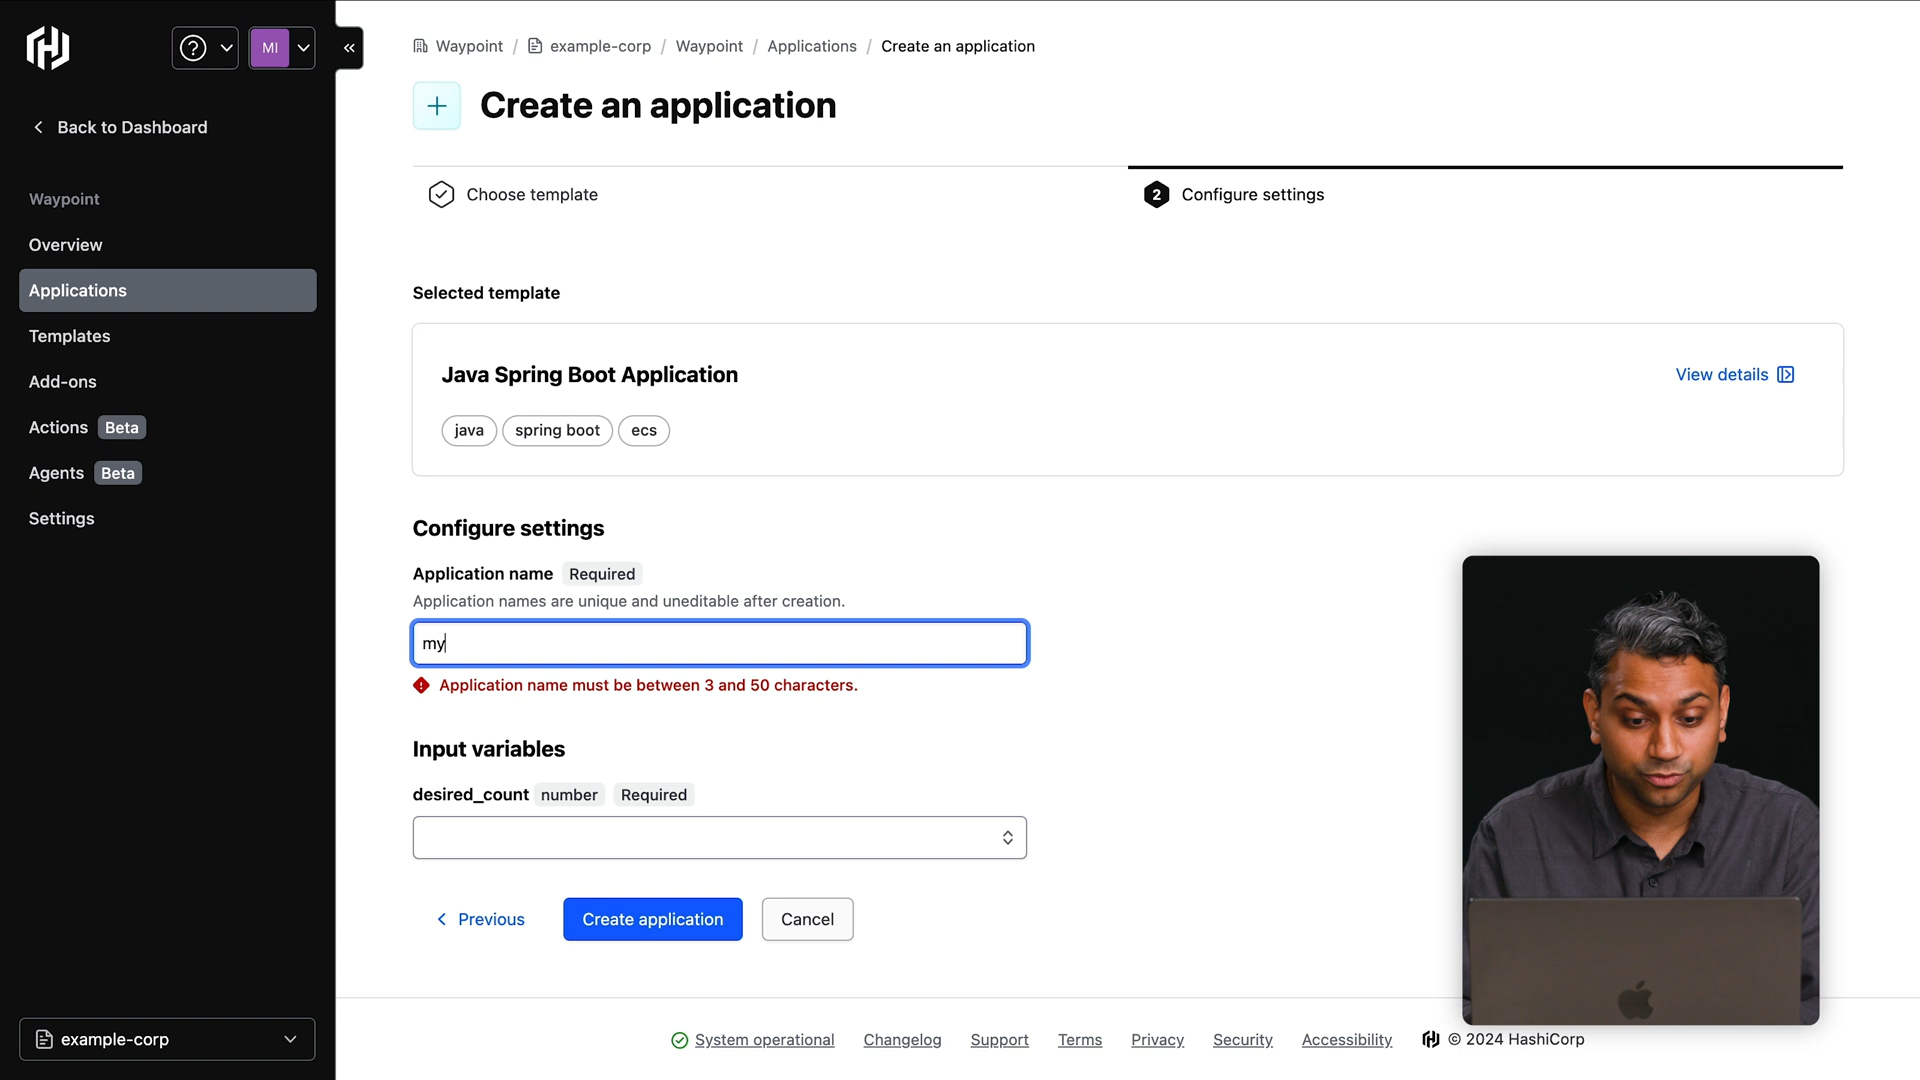 MI
Waypoint / example-corp / Waypoint / Applications / Create an application
Create an application
Back to Dashboard
Choose template
2 Configure settings
Waypoint
Overview
Applications
Templates
Add-ons
Actions Beta
Agents Beta
Settings
Selected template
Java Spring Boot Application
View details
java spring boot ecs
Configure settings
Application name Required
Application names are unique and uneditable after creation.
my
Application name must be between 3 and 50 characters.
Input variables
desired_count number Required
Previous Create application Cancel
example-corp
System operational Changelog Support Terms Privacy Security Accessibility © 2024 HashiCorp